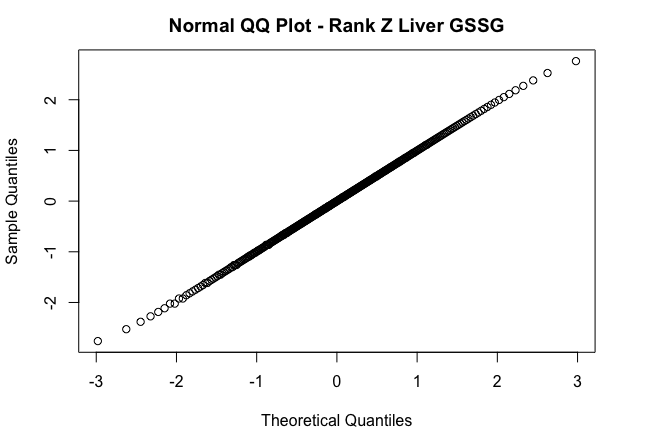 Normal QQ Plot - Rank Z Liver GSSG
Sample Quantiles
2
1
0
-1
-2
-3 -2 -1 0 1 2 3
Theoretical Quantiles